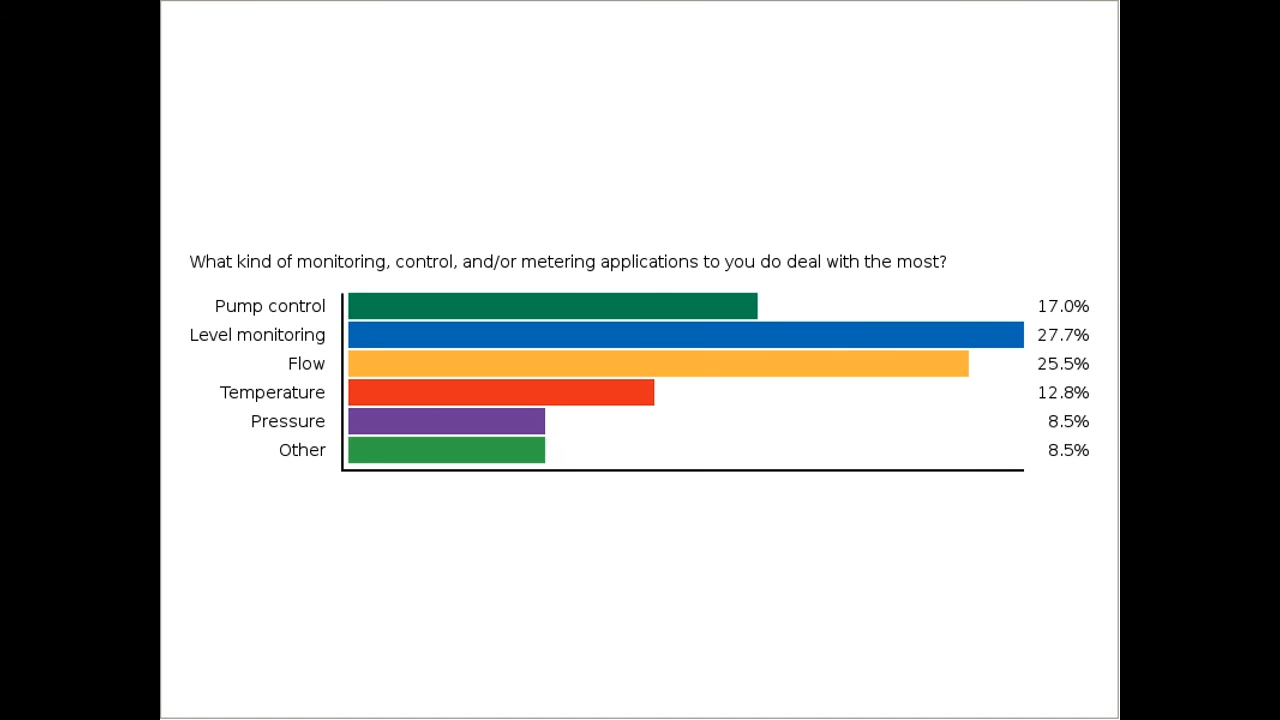 What kind of monitoring, control, and/or metering applications to you do deal with the most?
Pump control 17.0%
Level monitoring 27.7%
Flow 25.5%
Temperature 12.8%
Pressure 8.5%
Other 8.5%